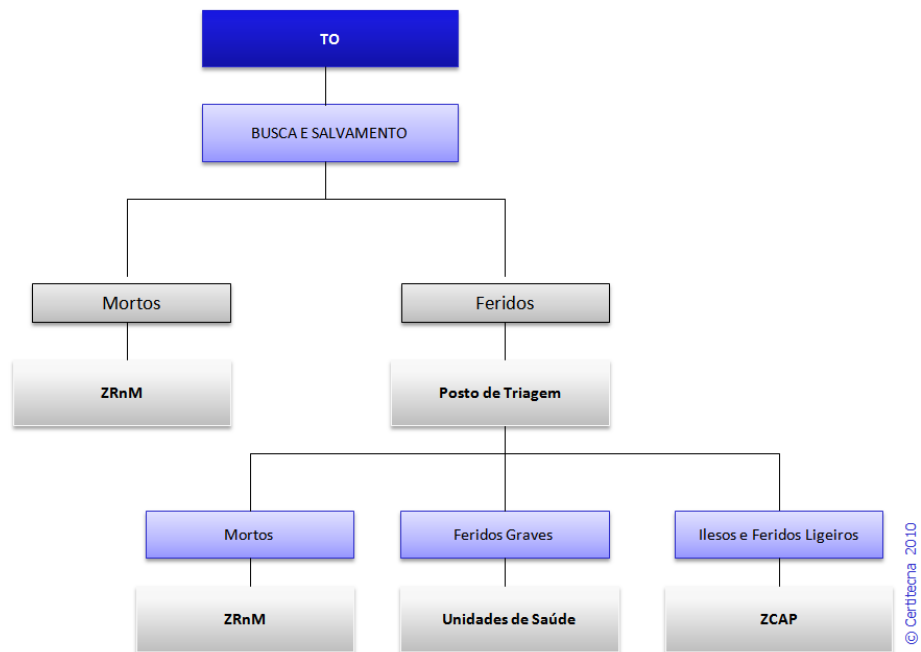 TO
BUSCA E SALVAMENTO
Mortos
Feridos
ZRnM
Posto de Triagem
Mortos
Feridos Graves
Ilesos e Feridos Ligeiros
ZRnM
Unidades de Saúde
ZCAP
© Certitecna 2010